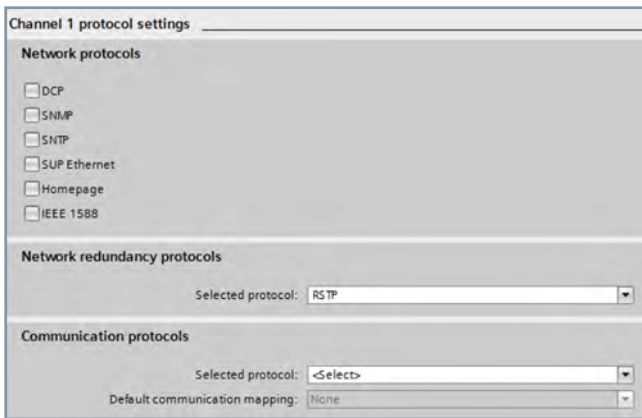 Channel 1 protocol settings
Network protocols
DCP
SNMP
SNTP
SUP Ethernet
Homepage
IEEE 1588
Network redundancy protocols
Selected protocol: RSTP
Communication protocols
Selected protocol: <Select>
Default communication mapping: None